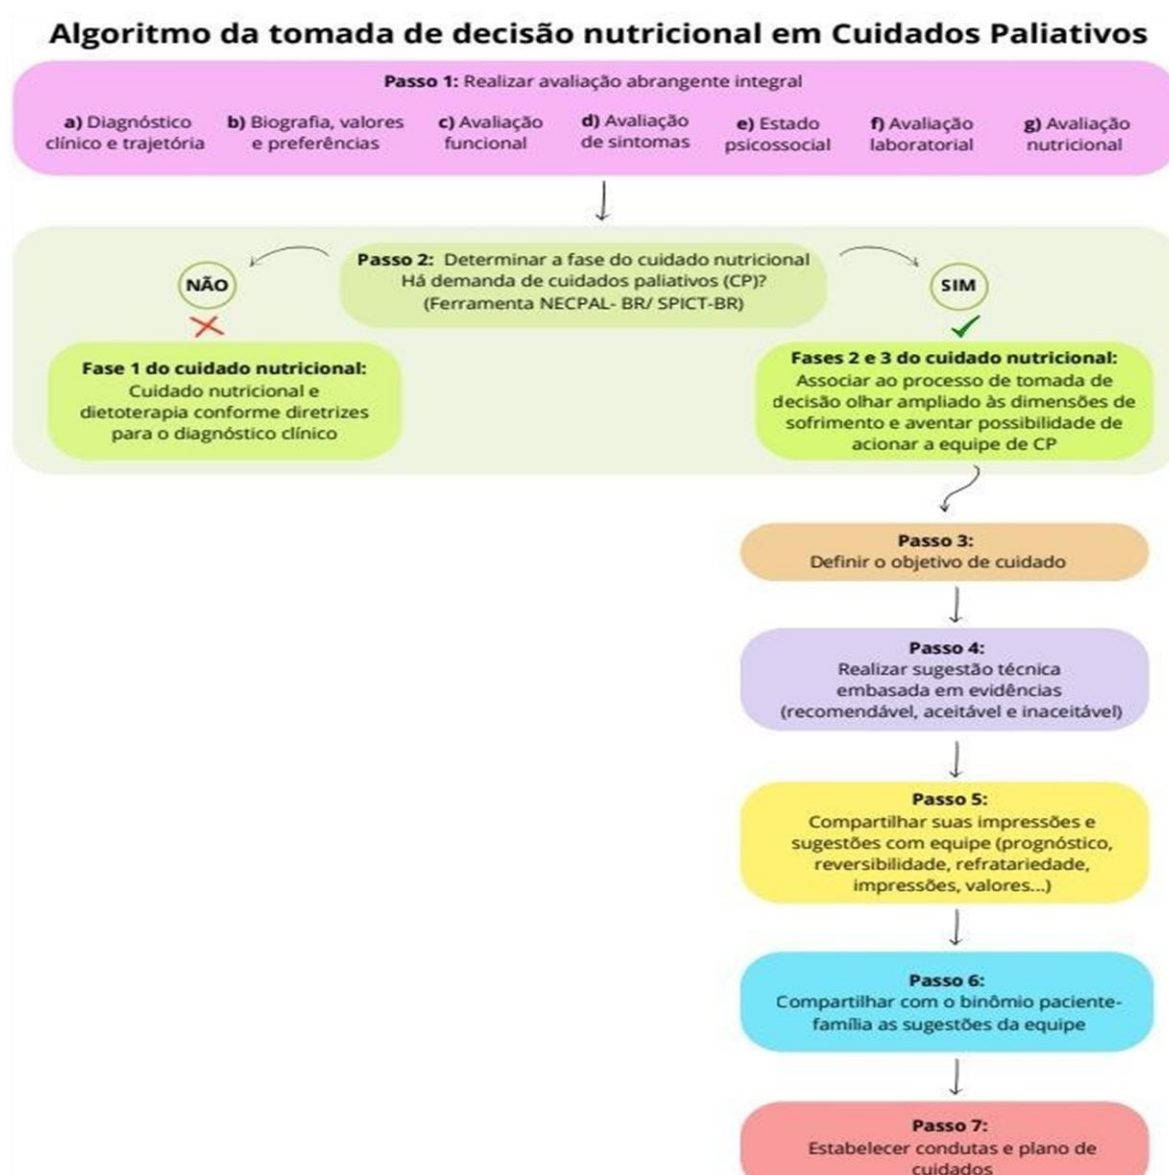 Algoritmo da tomada de decisão nutricional em Cuidados Paliativos
Passo 1: Realizar avaliação abrangente integral
a) Diagnóstico
clínico e trajetória
b) Biografia, valores
e preferências
c) Avaliação
funcional
d) Avaliação
de sintomas
e) Estado
psicossocial
f) Avaliação
laboratorial
g) Avaliação
nutricional
Passo 2: Determinar a fase do cuidado nutricional
Há demanda de cuidados paliativos (CP)?
(Ferramenta NECPAL- BR/ SPICT-BR)
NÃO
Fase 1 do cuidado nutricional:
Cuidado nutricional e
dietoterapia conforme diretrizes
para o diagnóstico clínico
SIM
Fases 2 e 3 do cuidado nutricional:
Associar ao processo de tomada de
decisão olhar ampliado às dimensões de
sofrimento e aventar possibilidade de
acionar a equipe de CP
Passo 3:
Definir o objetivo de cuidado
Passo 4:
Realizar sugestão técnica
embasada em evidências
(recomendável, aceitável e inaceitável)
Passo 5:
Compartilhar suas impressões e
sugestões com equipe (prognóstico,
reversibilidade, refratariedade,
impressões, valores...)
Passo 6:
Compartilhar com o binômio paciente-
família as sugestões da equipe
Passo 7:
Estabelecer condutas e plano de
cuidados